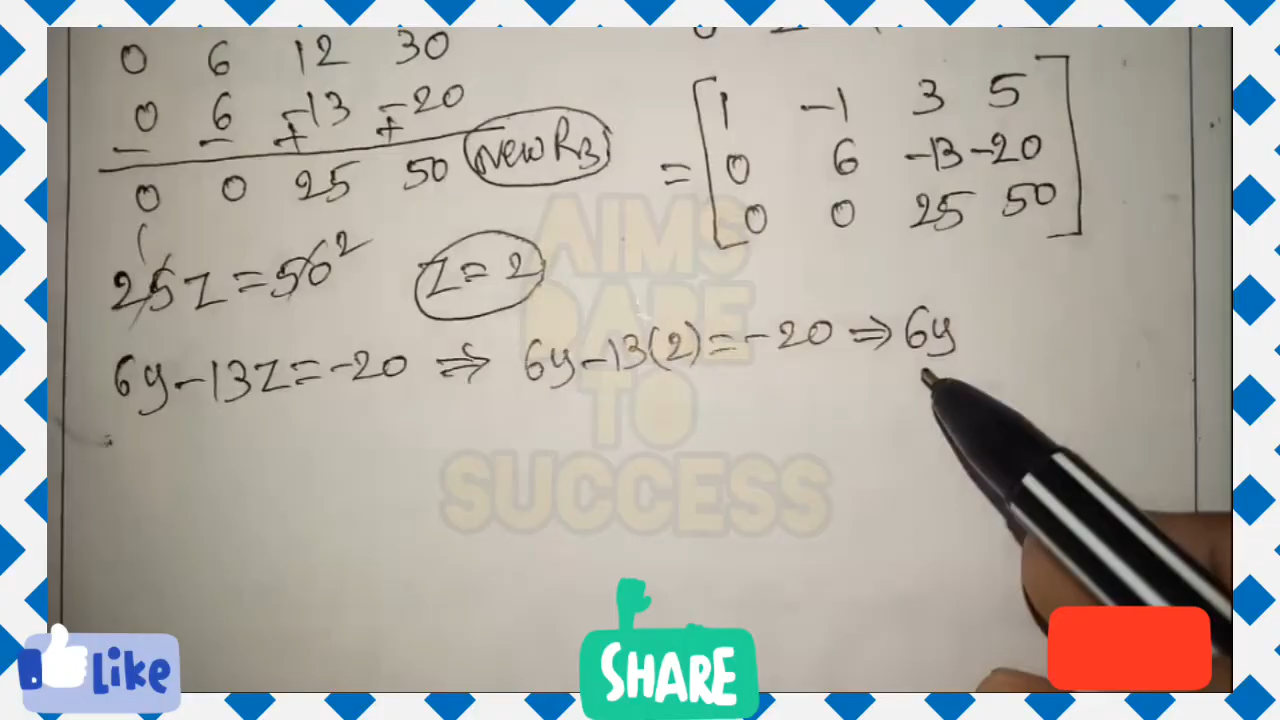 0 6 12 30
0 6 -13 -20
- - + +
0 0 25 50 New R3
= [ 1 -1 3 5
0 6 -13 -20
0 0 25 50 ]
25z = 50 2 z = 2
6y - 13z = -20 ⇒ 6y - 13(2) = -20 ⇒ 6y
AIMS
DARE
TO
SUCCESS
Like
SHARE